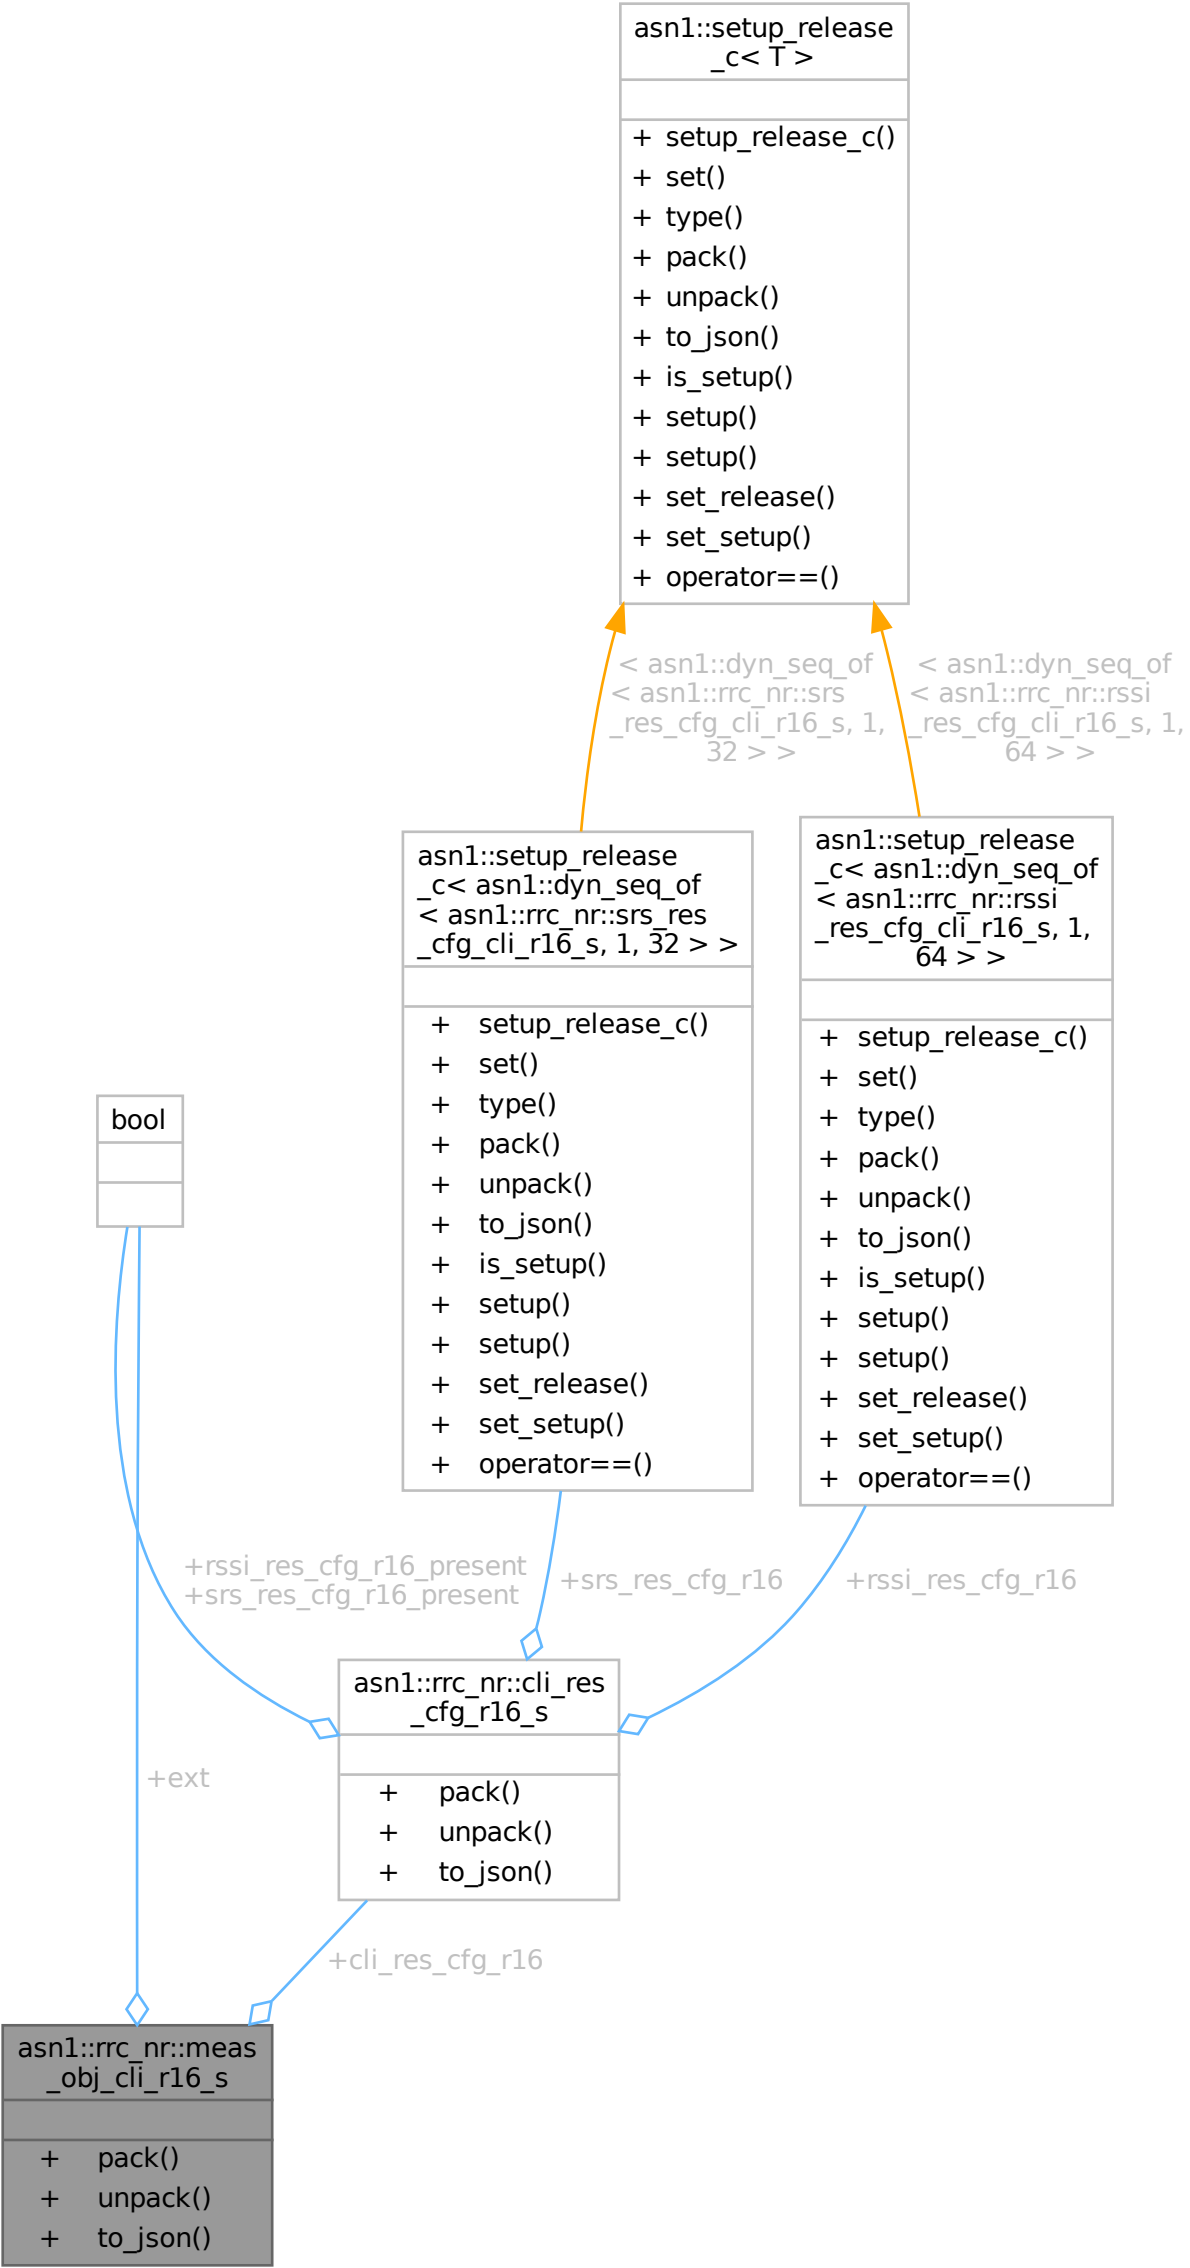 asn1::setup_release
_c< T >
+ setup_release_c()
+ set()
+ type()
+ pack()
+ unpack()
+ to_json()
+ is_setup()
+ setup()
+ setup()
+ set_release()
+ set_setup()
+ operator==()
< asn1::dyn_seq_of
< asn1::rrc_nr::srs
_res_cfg_cli_r16_s, 1,
32 > >
< asn1::dyn_seq_of
< asn1::rrc_nr::rssi
_res_cfg_cli_r16_s, 1,
64 > >
asn1::setup_release
_c< asn1::dyn_seq_of
< asn1::rrc_nr::srs_res
_cfg_cli_r16_s, 1, 32 > >
+ setup_release_c()
+ set()
+ type()
+ pack()
+ unpack()
+ to_json()
+ is_setup()
+ setup()
+ setup()
+ set_release()
+ set_setup()
+ operator==()
asn1::setup_release
_c< asn1::dyn_seq_of
< asn1::rrc_nr::rssi
_res_cfg_cli_r16_s, 1,
64 > >
+ setup_release_c()
+ set()
+ type()
+ pack()
+ unpack()
+ to_json()
+ is_setup()
+ setup()
+ setup()
+ set_release()
+ set_setup()
+ operator==()
bool
+rssi_res_cfg_r16_present
+srs_res_cfg_r16_present
+srs_res_cfg_r16
+rssi_res_cfg_r16
asn1::rrc_nr::cli_res
_cfg_r16_s
+ pack()
+ unpack()
+ to_json()
+ext
+cli_res_cfg_r16
asn1::rrc_nr::meas
_obj_cli_r16_s
+ pack()
+ unpack()
+ to_json()